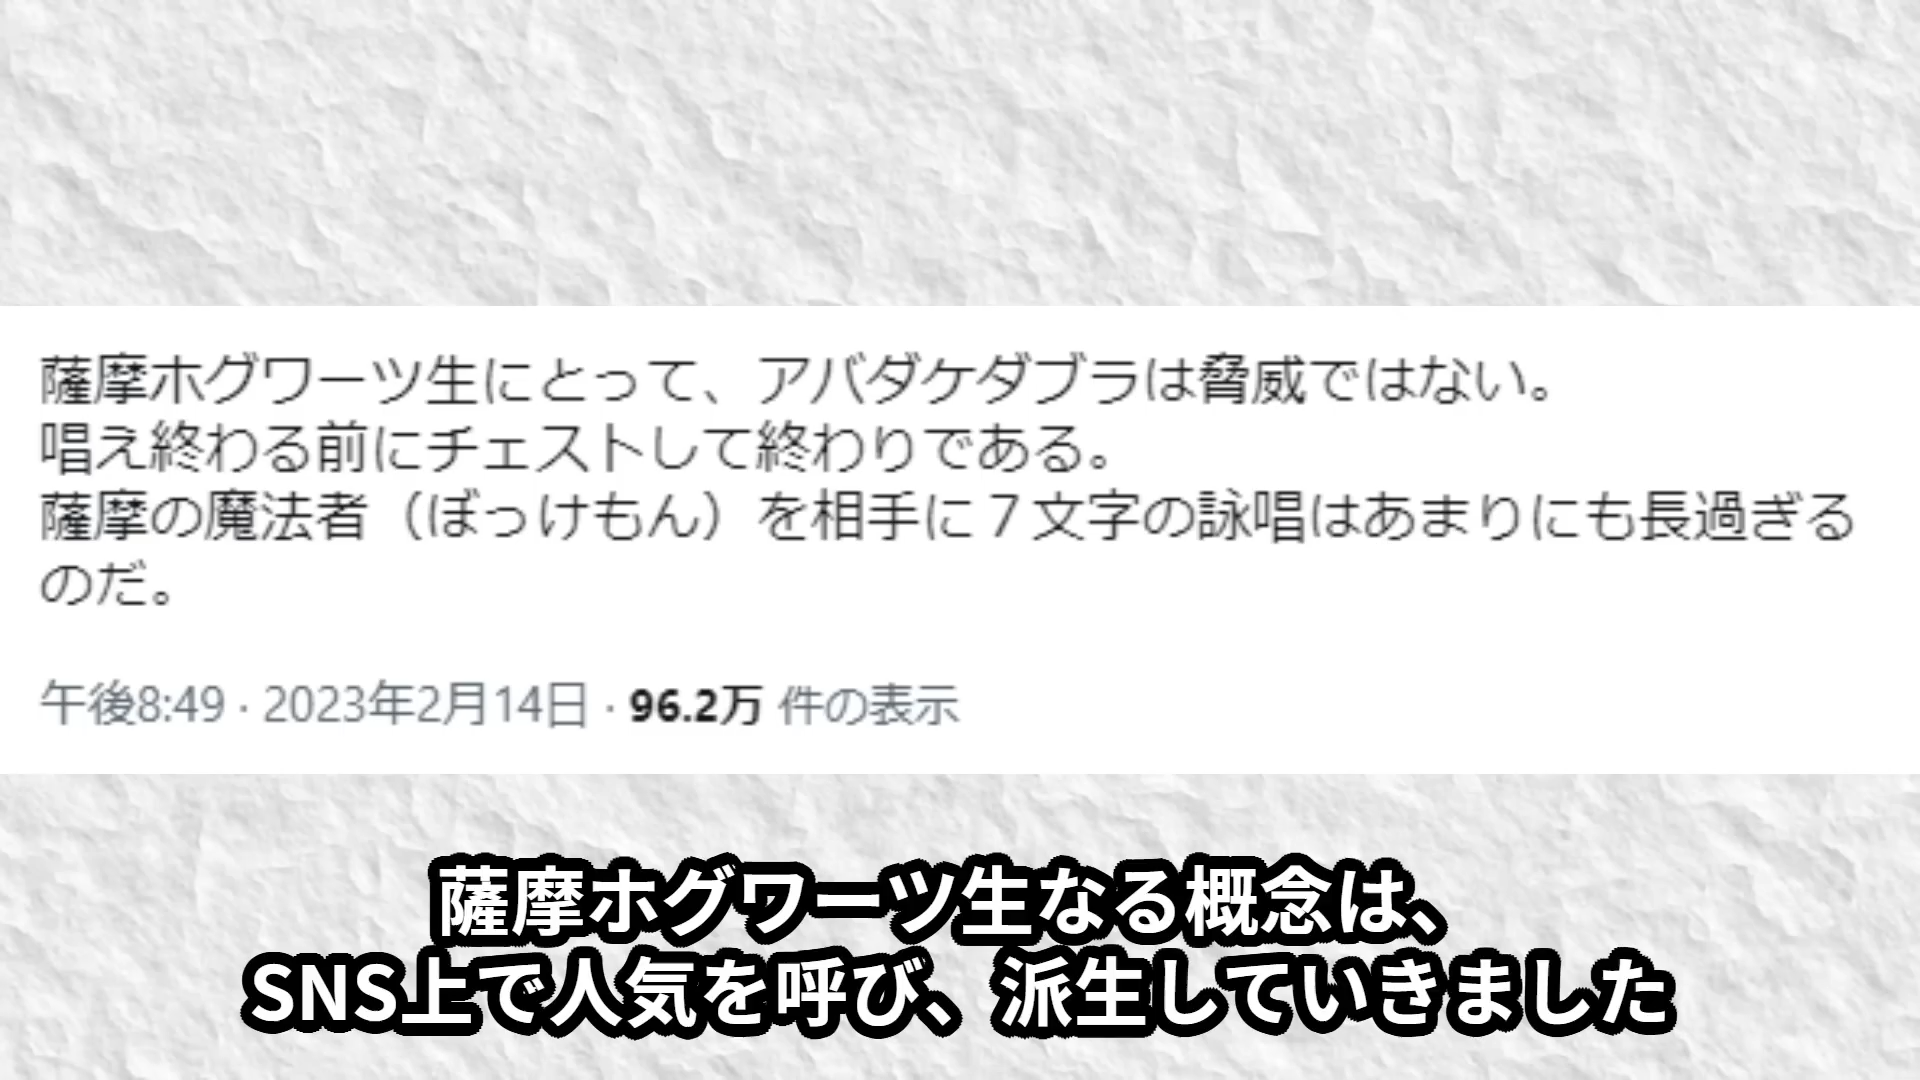 薩摩ホグワーツ生にとって、アバダケダブラは脅威ではない。
唱え終わる前にチェストして終わりである。
薩摩の魔法者（ぼっけもん）を相手に７文字の詠唱はあまりにも長過ぎる
のだ。
午後8:49 · 2023年2月14日 · 96.2万 件の表示
薩摩ホグワーツ生なる概念は、
SNS上で人気を呼び、派生していきました